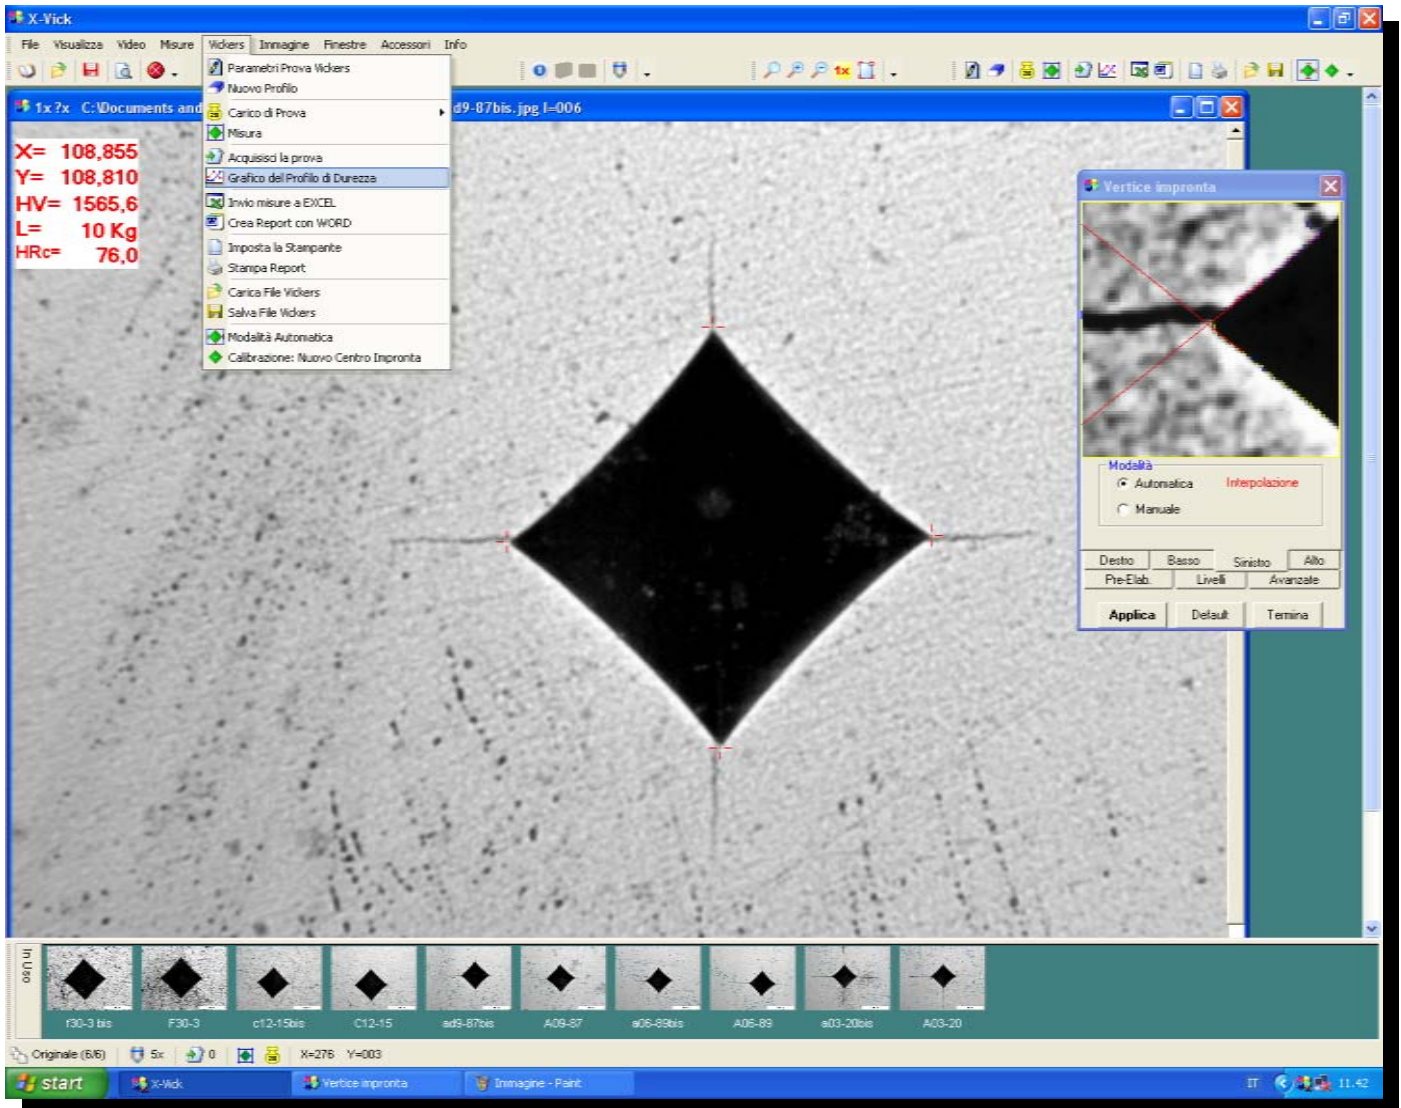 X-Vick
File Visualizza Video Misure Vickers Immagine Finestre Accessori Info
1x
1x ?x C:\Documents and d9-87bis.jpg I=006
X= 108,855
Y= 108,810
HV= 1565,6
L= 10 Kg
HRc= 76,0
Parametri Prova Vickers
Nuovo Profilo
Carico di Prova
Misura
Acquisisci la prova
Grafico del Profilo di Durezza
Invio misure a EXCEL
Crea Report con WORD
Imposta la Stampante
Stampa Report
Carica File Vickers
Salva File Vickers
Modalità Automatica
Calibrazione: Nuovo Centro Impronta
Vertice impronta
Modalità
Automatica Interpolazione
Manuale
Destro Basso Sinistro Alto
Pre-Elab. Livelli Avanzate
Applica Default Termina
In Uso
f30-3 bis F30-3 c12-15bis C12-15 ad9-87bis A09-87 a06-89bis A06-89 a03-20bis A03-20
Originale (6/6) 5x 0 X=276 Y=003
start X-Vick Vertice impronta Immagine - Paint IT 11.42